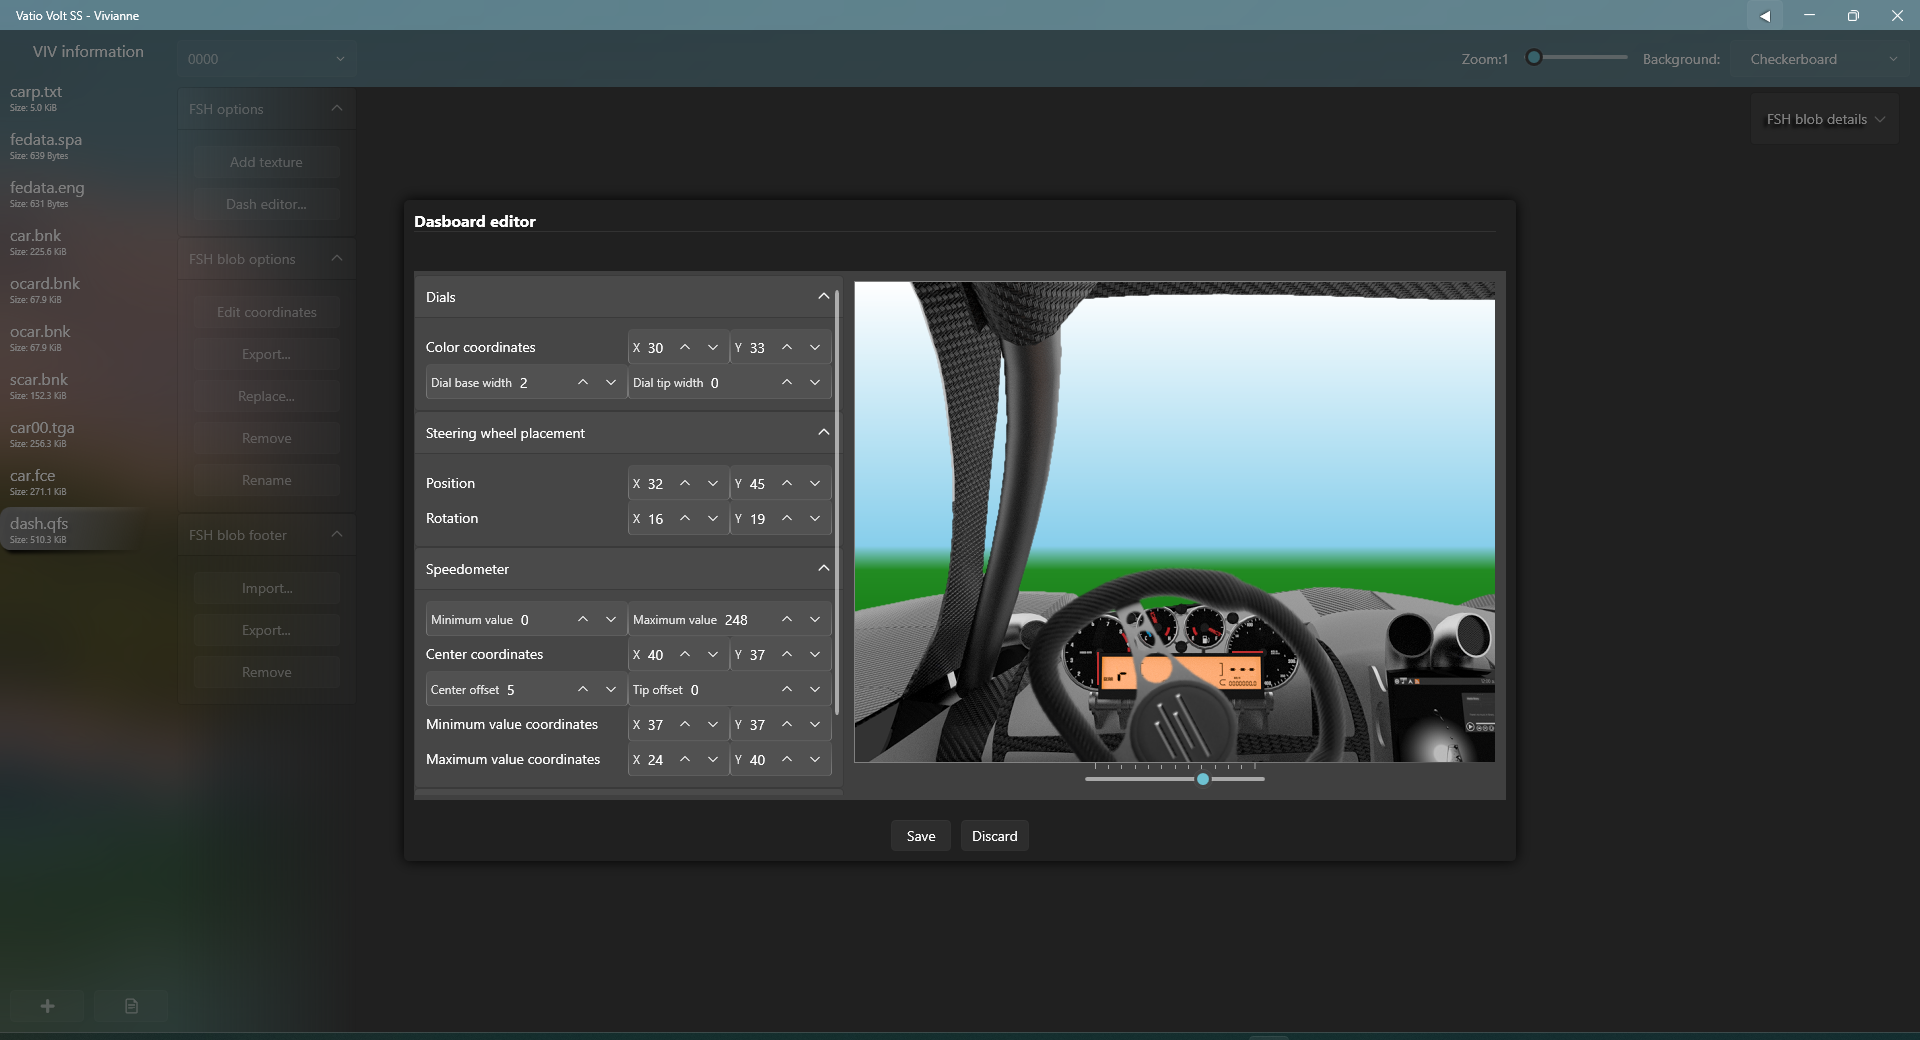 Vatio Volt SS - Vivianne
VIV information
0000
Zoom:1
Background:
Checkerboard
carp.txt
Size: 5.0 KiB
fedata.spa
Size: 639 Bytes
fedata.eng
Size: 631 Bytes
car.bnk
Size: 225.6 KiB
ocard.bnk
Size: 67.9 KiB
ocar.bnk
Size: 67.9 KiB
scar.bnk
Size: 152.3 KiB
car00.tga
Size: 256.3 KiB
car.fce
Size: 271.1 KiB
dash.qfs
Size: 510.3 KiB
FSH options
Add texture
Dash editor...
FSH blob options
Edit coordinates
Export...
Replace...
Remove
Rename
FSH blob footer
Import...
Export...
Remove
FSH blob details
Dasboard editor
Dials
Color coordinates X 30 Y 33
Dial base width 2 Dial tip width 0
Steering wheel placement
Position X 32 Y 45
Rotation X 16 Y 19
Speedometer
Minimum value 0 Maximum value 248
Center coordinates X 40 Y 37
Center offset 5 Tip offset 0
Minimum value coordinates X 37 Y 37
Maximum value coordinates X 24 Y 40
Save
Discard